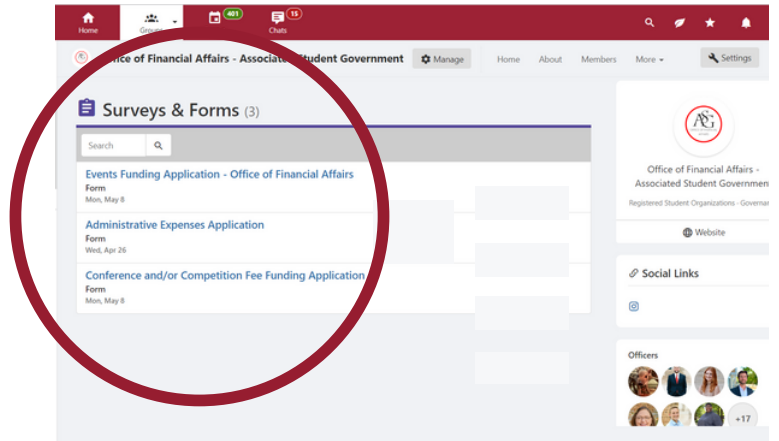 401
15
Home
Groups
Chats
Office of Financial Affairs - Associated Student Government
Manage
Home
About
Members
More
Settings
Surveys & Forms (3)
Search
Events Funding Application - Office of Financial Affairs
Form
Mon, May 8
Administrative Expenses Application
Form
Wed, Apr 26
Conference and/or Competition Fee Funding Application
Form
Mon, May 8
ASG
Office of Financial Affairs -
Associated Student Government
Registered Student Organizations - Governan
Website
Social Links
Officers
+17